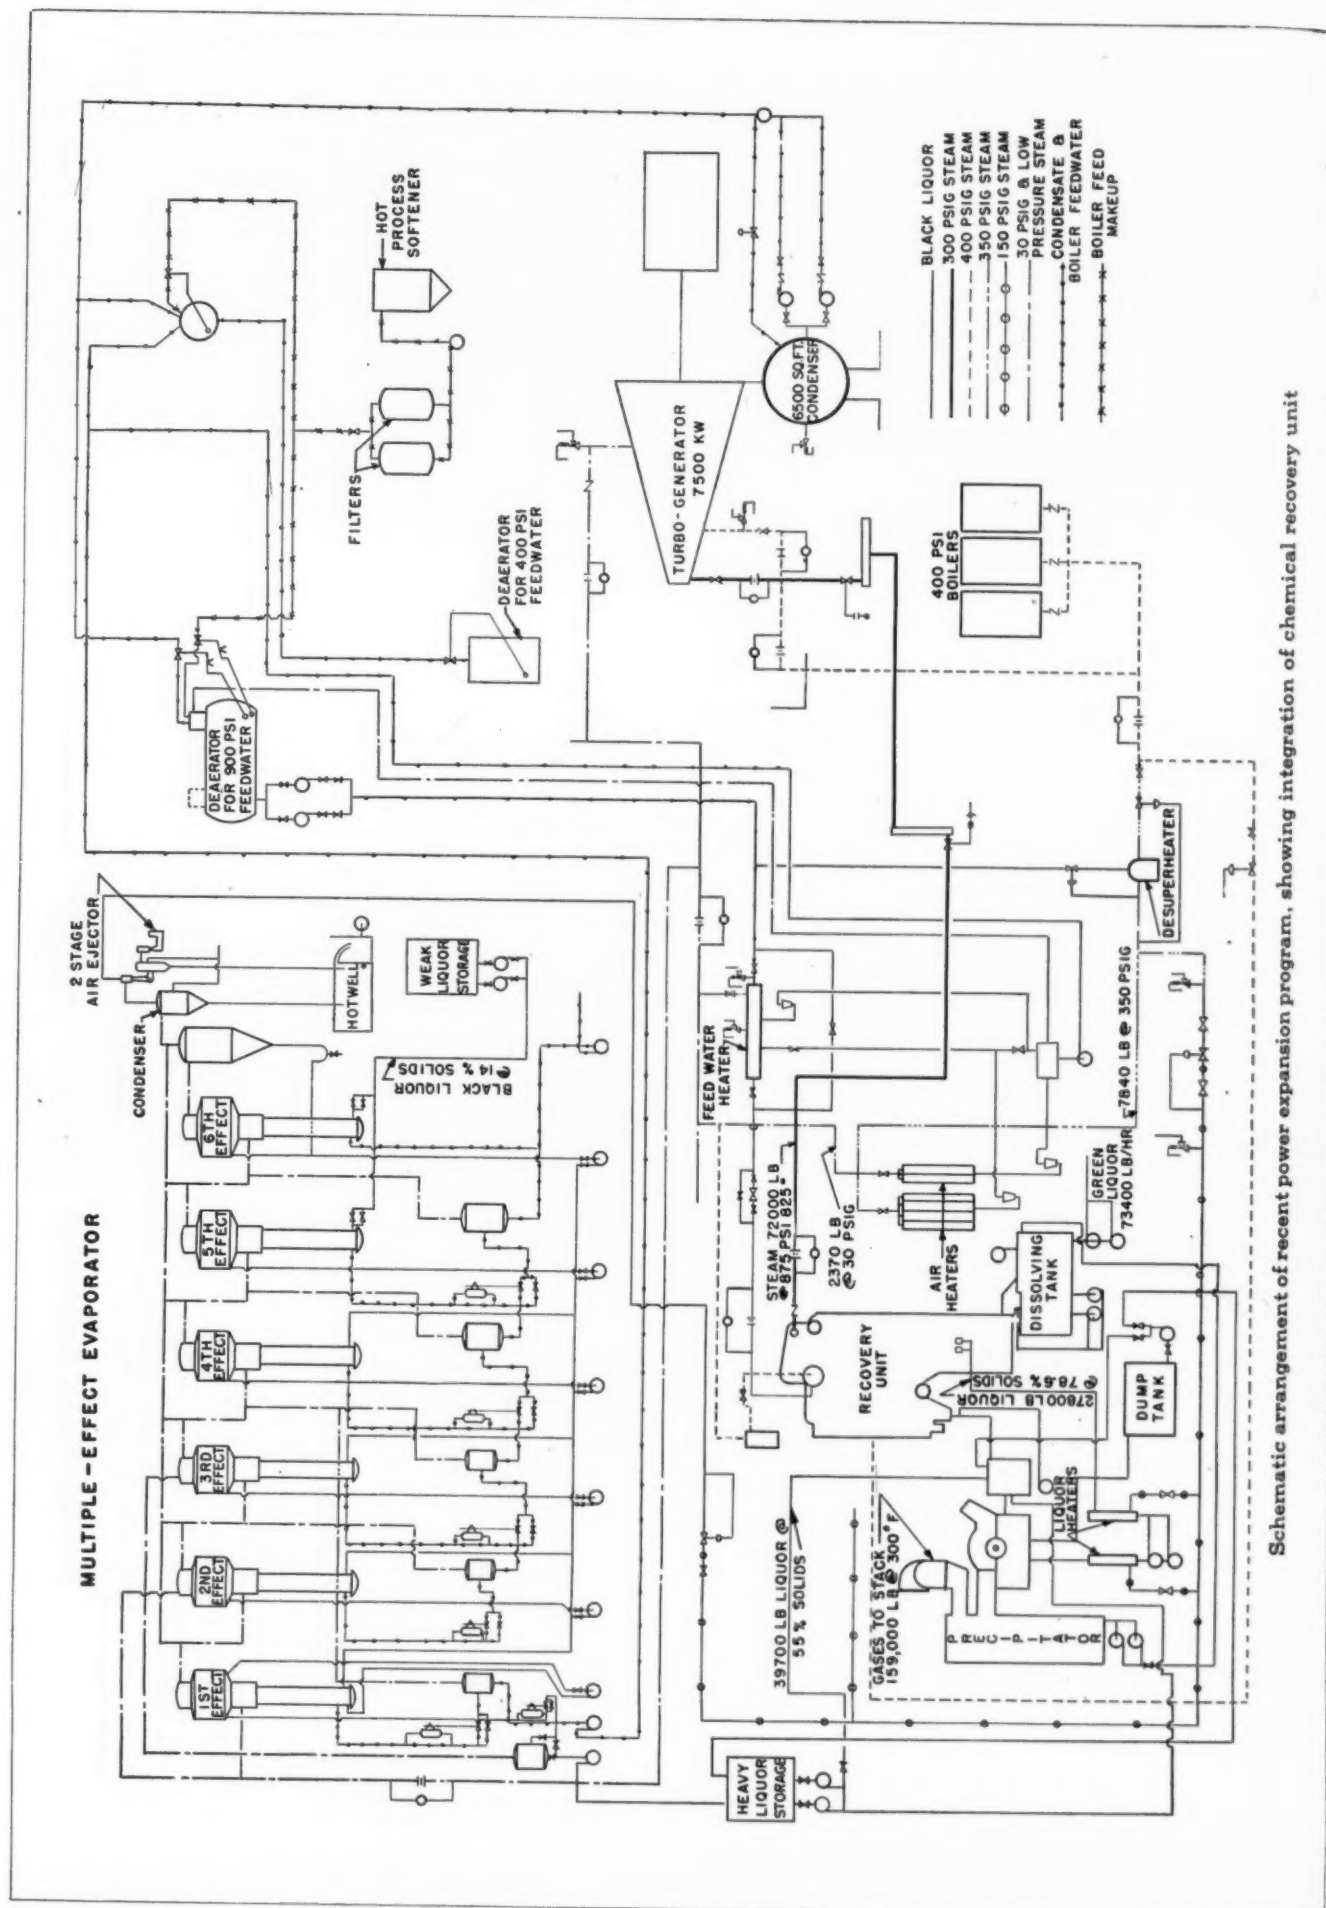 MULTIPLE-EFFECT EVAPORATOR
1ST
EFFECT
2ND
EFFECT
3RD
EFFECT
4TH
EFFECT
5TH
EFFECT
6TH
EFFECT
CONDENSER
2 STAGE
AIR EJECTOR
HOTWELL
WEAK
LIQUOR
STORAGE
BLACK LIQUOR
@ 14 % SOLIDS
DEAERATOR
FOR 900 PSI
FEEDWATER
FILTERS
HOT
PROCESS
SOFTENER
DEAERATOR
FOR 400 PSI
FEEDWATER
TURBO-GENERATOR
7500 KW
6500 SQ.FT.
CONDENSER
400 PSI
BOILERS
BLACK LIQUOR
300 PSIG STEAM
400 PSIG STEAM
350 PSIG STEAM
150 PSIG STEAM
30 PSIG & LOW
PRESSURE STEAM
CONDENSATE &
BOILER FEEDWATER
BOILER FEED
MAKEUP
HEAVY
LIQUOR
STORAGE
39700 LB LIQUOR @
55 % SOLIDS
GASES TO STACK
159,000 LB @ 300° F.
PRECIPITATOR
LIQUOR
HEATERS
RECOVERY
UNIT
27800 LB LIQUOR
@ 78.6% SOLIDS
DUMP
TANK
DISSOLVING
TANK
GREEN
LIQUOR
73400 LB/HR
STEAM 72000 LB
@ 875 PSI 825°
2370 LB
@ 30 PSIG
AIR
HEATERS
FEED WATER
HEATER
7840 LB @ 350 PSIG
DESUPERHEATER
Schematic arrangement of recent power expansion program, showing integration of chemical recovery unit